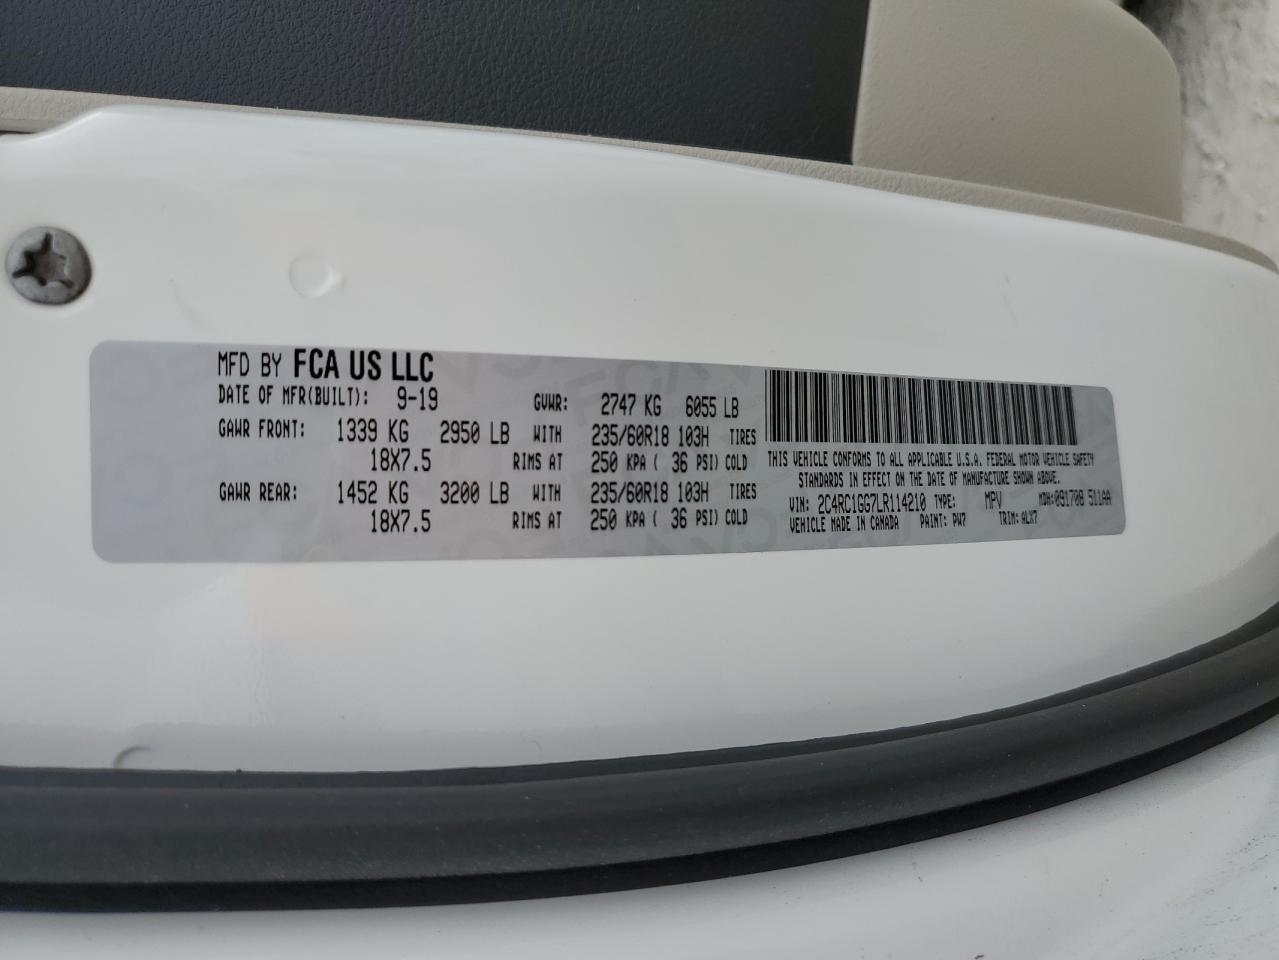 MFD BY FCA US LLC
DATE OF MFR(BUILT): 9-19 GVWR: 2747 KG 6055 LB
GAWR FRONT: 1339 KG 2950 LB WITH 235/60R18 103H TIRES
18X7.5 RIMS AT 250 KPA ( 36 PSI) COLD
GAWR REAR: 1452 KG 3200 LB WITH 235/60R18 103H TIRES
18X7.5 RIMS AT 250 KPA ( 36 PSI) COLD
THIS VEHICLE CONFORMS TO ALL APPLICABLE U.S.A. FEDERAL MOTOR VEHICLE SAFETY
STANDARDS IN EFFECT ON THE DATE OF MANUFACTURE SHOWN ABOVE.
VIN: 2C4RC1GG7LR114210 TYPE: MPV MDH:091708 511AA
VEHICLE MADE IN CANADA PAINT: PW7 TRIM: ALX7